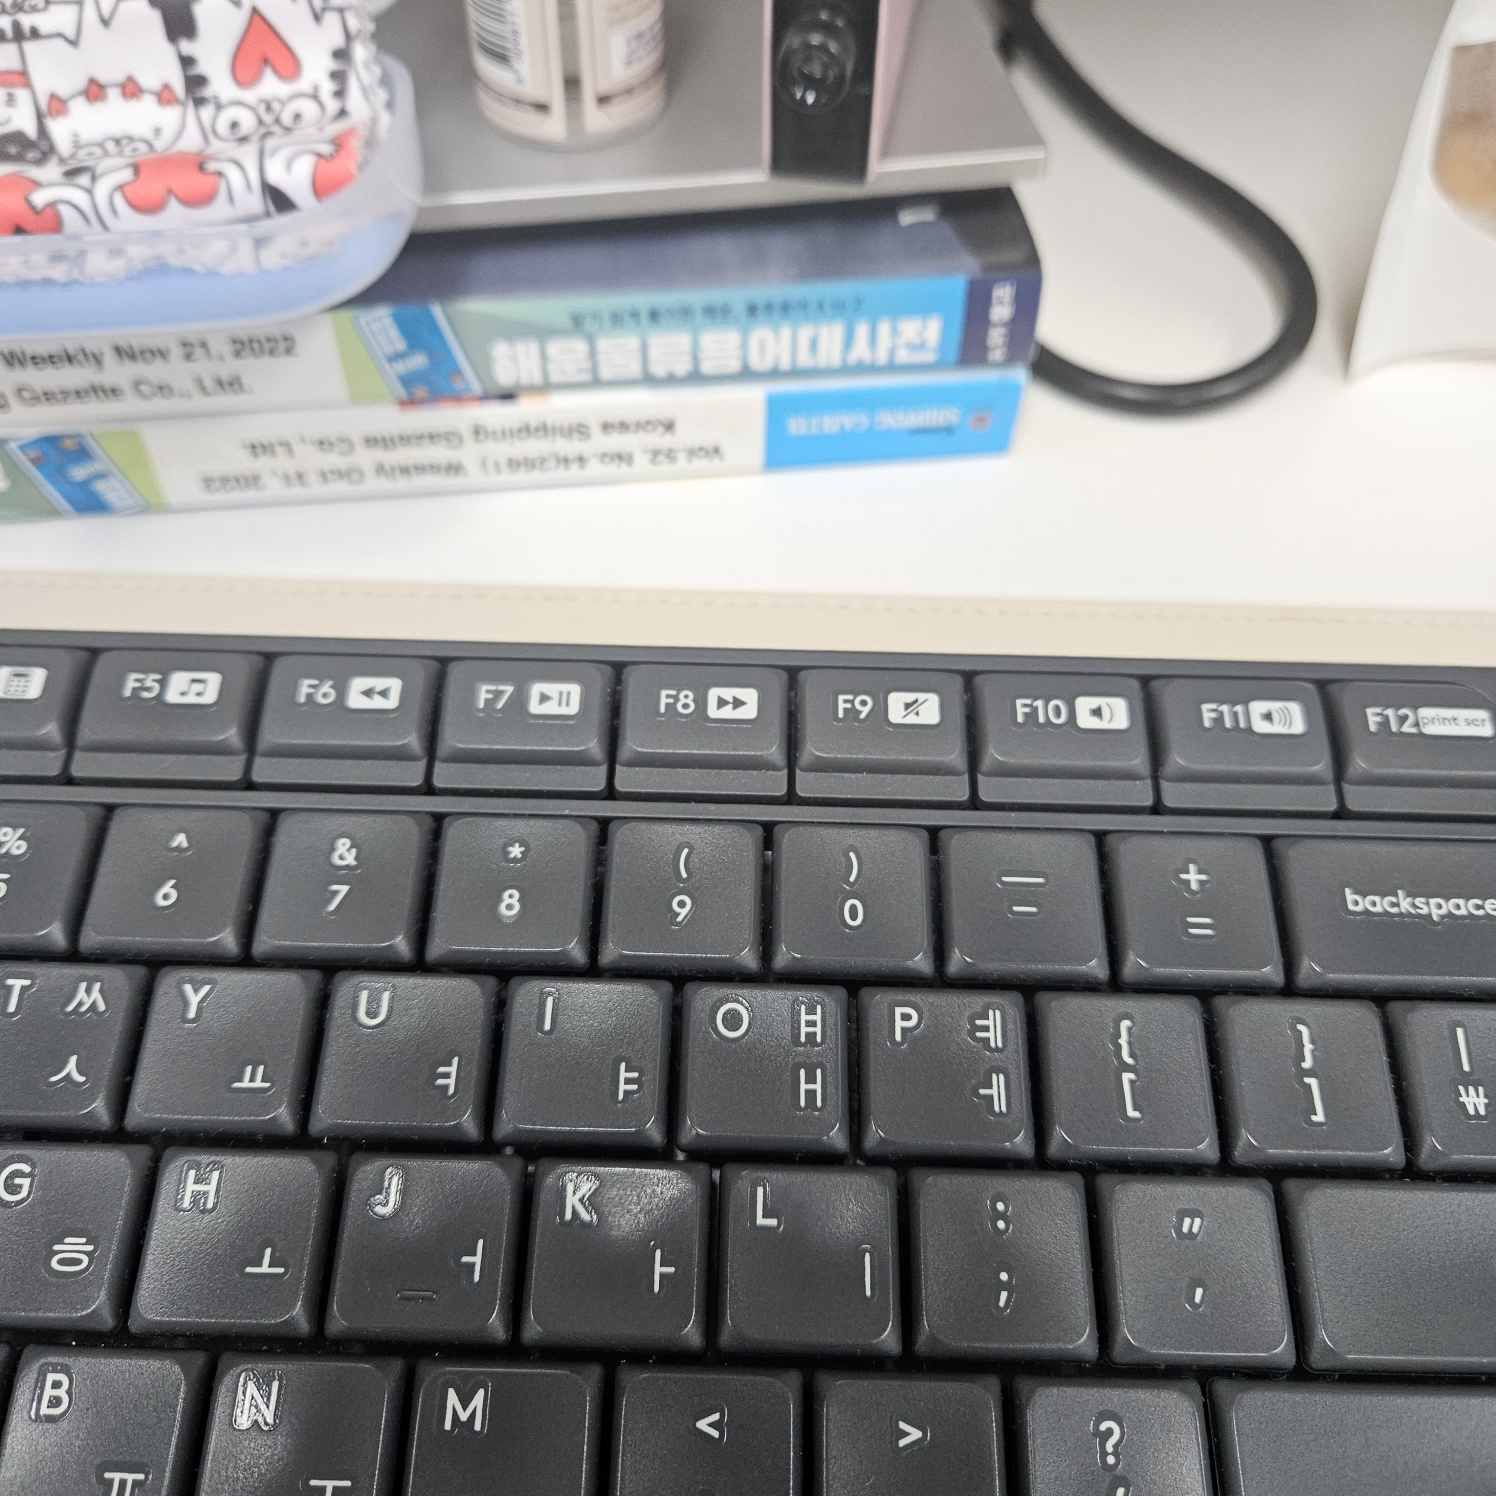 해운물류용어대사전
Weekly Nov 21, 2022
Gazette Co., Ltd.
SHIPPING GAZETTE
Korea Shipping Gazette Co., Ltd.
Vol.52, No.44(2661) Weekly Oct 31, 2022
F5 F6 F7 F8 F9 F10 F11 F12 print scr
% ^ & * ( ) — +
5 6 7 8 9 0 - = backspace
T ㅆ Y U I O ㅒ P ㅖ { } |
ㅅ ㅛ ㅕ ㅑ ㅐ ㅔ [ ] ₩
G H J K L : "
ㅎ ㅗ ㅓ ㅏ ㅣ ; '
B N M < > ?
ㅠ ㅜ